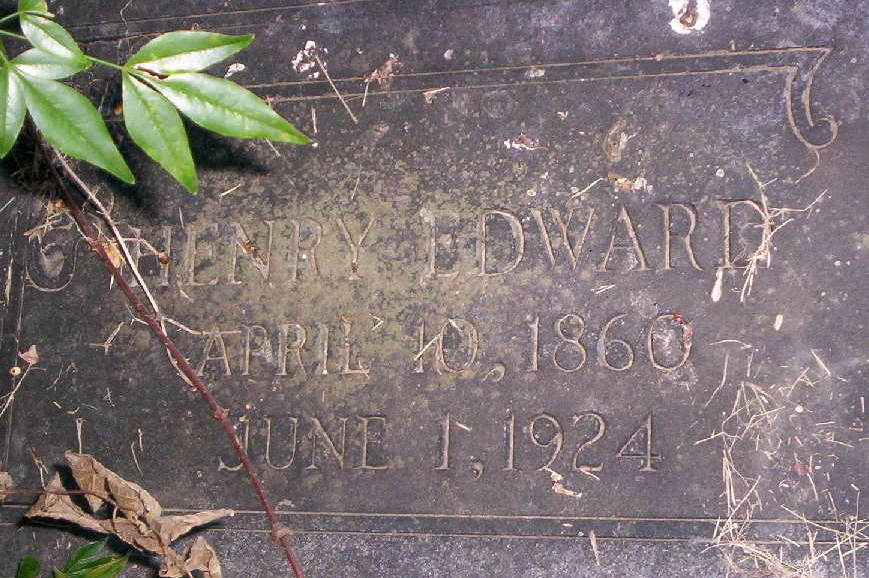 HENRY EDWARD
APRIL 10, 1860
JUNE 1, 1924